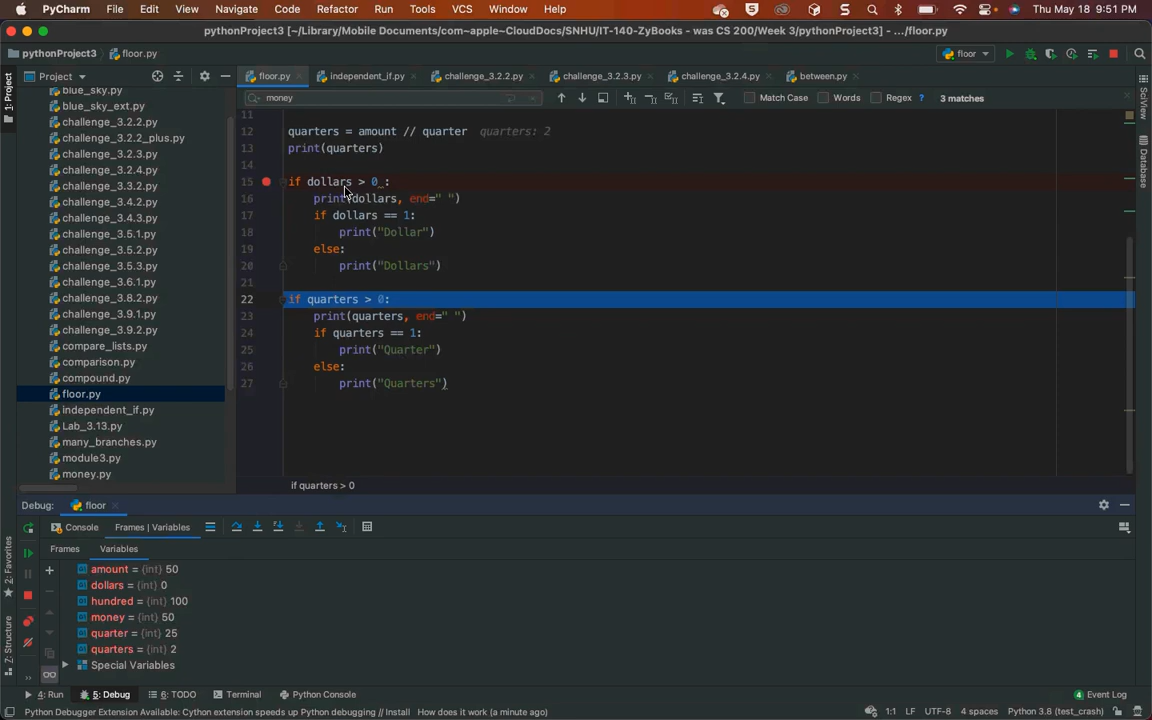 PyCharm File Edit View Navigate Code Refactor Run Tools VCS Window Help Thu May 18 9:51 PM
pythonProject3 [~/Library/Mobile Documents/com~apple~CloudDocs/SNHU/IT-140-ZyBooks - was CS 200/Week 3/pythonProject3] - .../floor.py
pythonProject3 floor.py floor
Project floor.py independent_if.py challenge_3.2.2.py challenge_3.2.3.py challenge_3.2.4.py between.py
money Match Case Words Regex ? 3 matches
1: Project
SciView
Database
2: Favorites
7: Structure
blue_sky.py
blue_sky_ext.py
challenge_3.2.2.py
challenge_3.2.2_plus.py
challenge_3.2.3.py
challenge_3.2.4.py
challenge_3.3.2.py
challenge_3.4.2.py
challenge_3.4.3.py
challenge_3.5.1.py
challenge_3.5.2.py
challenge_3.5.3.py
challenge_3.6.1.py
challenge_3.8.2.py
challenge_3.9.1.py
challenge_3.9.2.py
compare_lists.py
comparison.py
compound.py
floor.py
independent_if.py
Lab_3.13.py
many_branches.py
module3.py
money.py
11
12 quarters = amount // quarter quarters: 2
13 print(quarters)
14
15 if dollars > 0 :
16 print(dollars, end=" ")
17 if dollars == 1:
18 print("Dollar")
19 else:
20 print("Dollars")
21
22 if quarters > 0:
23 print(quarters, end=" ")
24 if quarters == 1:
25 print("Quarter")
26 else:
27 print("Quarters")
if quarters > 0
Debug: floor
Console Frames | Variables
Frames Variables
amount = {int} 50
dollars = {int} 0
hundred = {int} 100
money = {int} 50
quarter = {int} 25
quarters = {int} 2
Special Variables
4: Run 5: Debug 6: TODO Terminal Python Console 4 Event Log
Python Debugger Extension Available: Cython extension speeds up Python debugging // Install How does it work (a minute ago) 1:1 LF UTF-8 4 spaces Python 3.8 (test_crash)